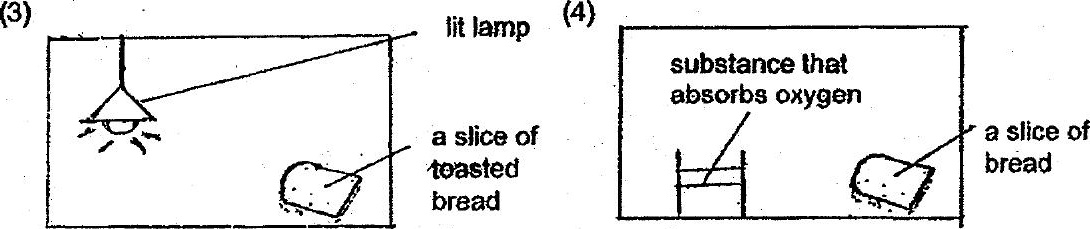 (3)
lit lamp
a slice of
toasted
bread
(4)
substance that
absorbs oxygen
a slice of
bread